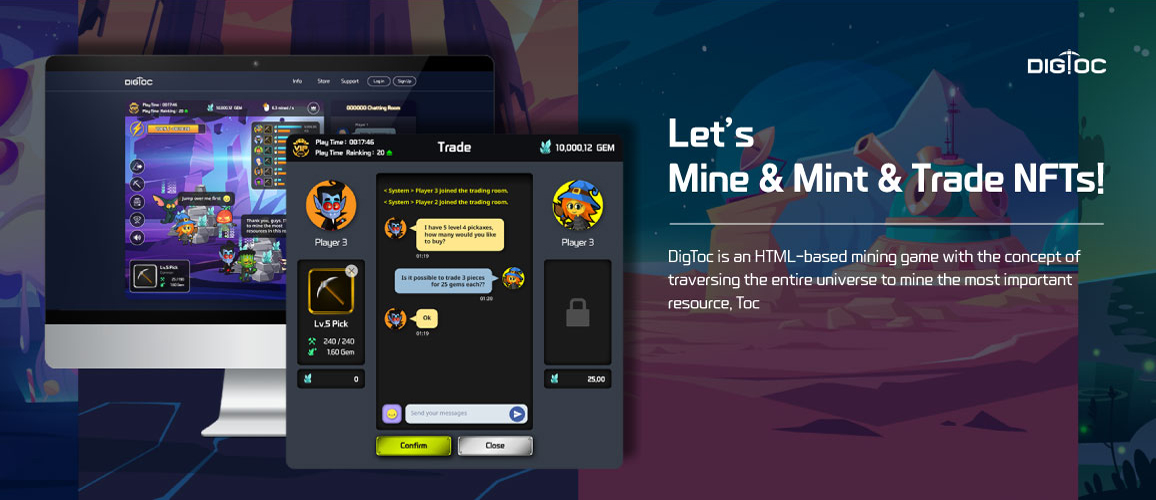 DIGTOC
Info Store Support Log In Sign Up
Play Time : 00:17:46
Play Time Rainking : 20
10,000,12 GEM
000000 Chatting Room
Player 1
Jump over me first
Thank you, guys.
to mine the most
resources in this
Lv.5 Pick
VIP
Play Time : 00:17:46
Play Time Rainking : 20
Trade
10,000,12 GEM
Player 3
< System > Player 3 joined the trading room.
< System > Player 2 joined the trading room.
I have 5 level 4 pickaxes,
how many would you like
to buy?
01:19
Is it possible to trade 3 pieces
for 25 gems each??
01:20
Ok
01:19
Player 3
Lv.5 Pick
240 / 240
1.60 Gem
0
25,00
Send your messages
Confirm
Close
DIGTOC
Let's
Mine & Mint & Trade NFTs!
DigToc is an HTML-based mining game with the concept of
traversing the entire universe to mine the most important
resource, Toc